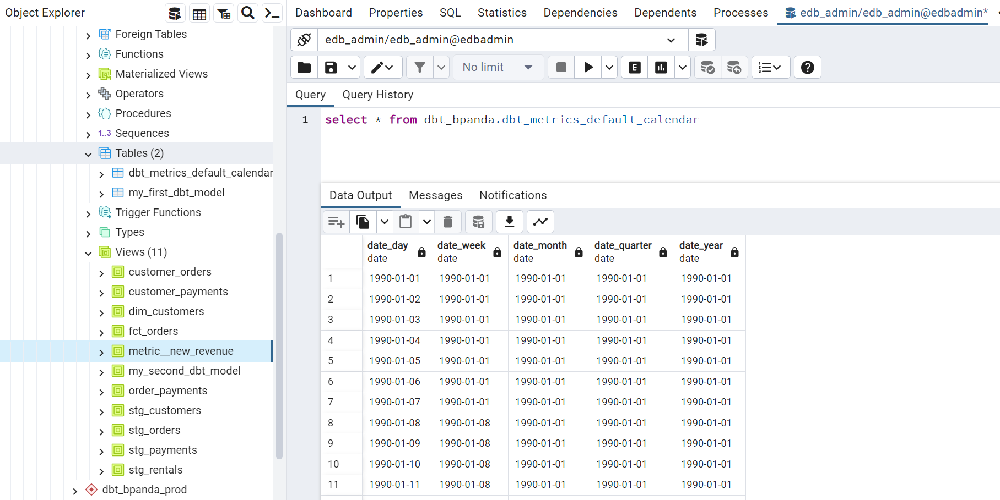 Object Explorer
Foreign Tables
Functions
Materialized Views
Operators
Procedures
1..3 Sequences
Tables (2)
dbt_metrics_default_calendar
my_first_dbt_model
Trigger Functions
Types
Views (11)
customer_orders
customer_payments
dim_customers
fct_orders
metric__new_revenue
my_second_dbt_model
order_payments
stg_customers
stg_orders
stg_payments
stg_rentals
dbt_bpanda_prod
Dashboard Properties SQL Statistics Dependencies Dependents Processes edb_admin/edb_admin@edbadmin*
edb_admin/edb_admin@edbadmin
No limit E
Query Query History
1 select * from dbt_bpanda.dbt_metrics_default_calendar
Data Output Messages Notifications
date_day date_week date_month date_quarter date_year
date date date date date
1 1990-01-01 1990-01-01 1990-01-01 1990-01-01 1990-01-01
2 1990-01-02 1990-01-01 1990-01-01 1990-01-01 1990-01-01
3 1990-01-03 1990-01-01 1990-01-01 1990-01-01 1990-01-01
4 1990-01-04 1990-01-01 1990-01-01 1990-01-01 1990-01-01
5 1990-01-05 1990-01-01 1990-01-01 1990-01-01 1990-01-01
6 1990-01-06 1990-01-01 1990-01-01 1990-01-01 1990-01-01
7 1990-01-07 1990-01-01 1990-01-01 1990-01-01 1990-01-01
8 1990-01-08 1990-01-08 1990-01-01 1990-01-01 1990-01-01
9 1990-01-09 1990-01-08 1990-01-01 1990-01-01 1990-01-01
10 1990-01-10 1990-01-08 1990-01-01 1990-01-01 1990-01-01
11 1990-01-11 1990-01-08 1990-01-01 1990-01-01 1990-01-01